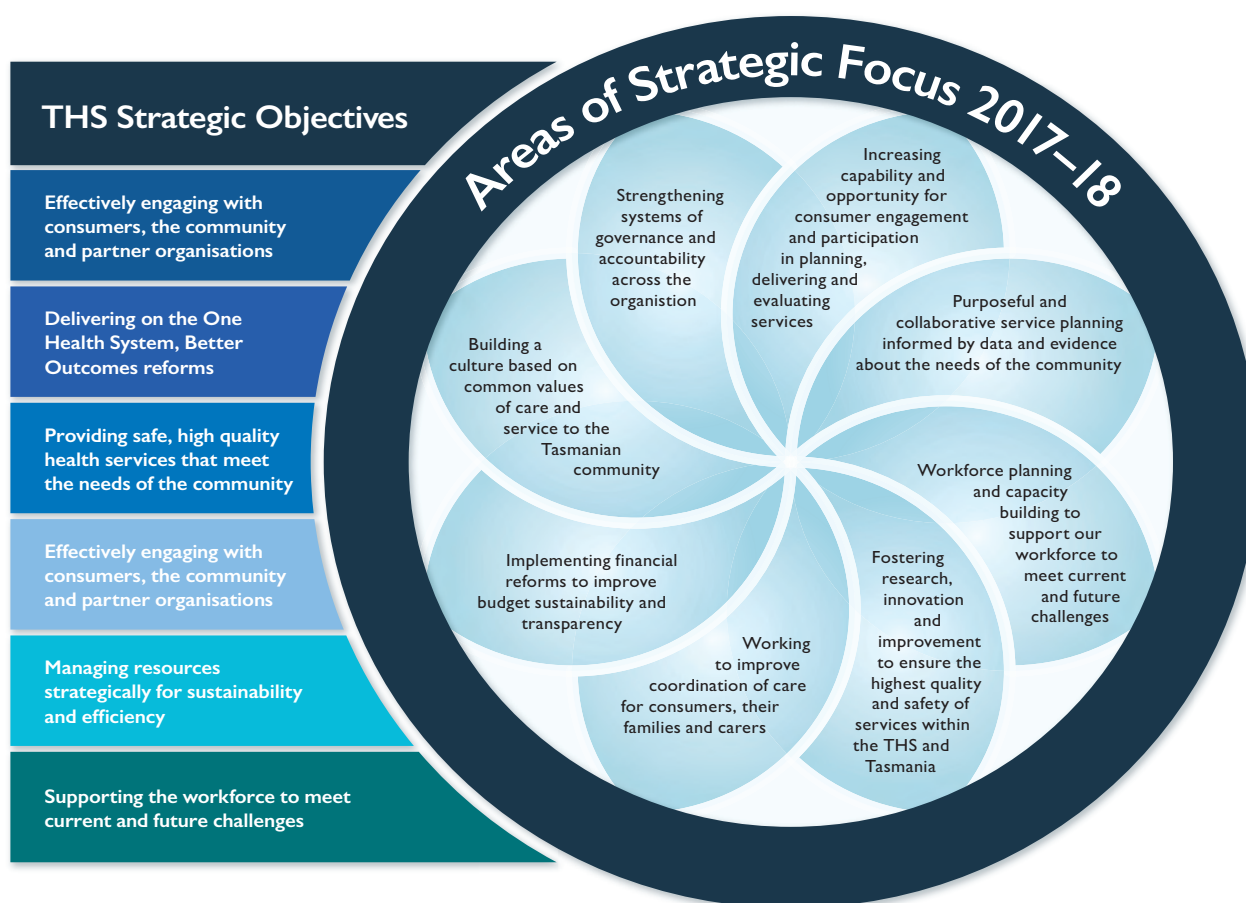 THS Strategic Objectives
Effectively engaging with
consumers, the community
and partner organisations
Delivering on the One
Health System, Better
Outcomes reforms
Providing safe, high quality
health services that meet
the needs of the community
Effectively engaging with
consumers, the community
and partner organisations
Managing resources
strategically for sustainability
and efficiency
Supporting the workforce to meet
current and future challenges
Areas of Strategic Focus 2017–18
Strengthening
systems of
governance and
accountability
across the
organistion
Increasing
capability and
opportunity for
consumer engagement
and participation
in planning,
delivering and
evaluating
services
Purposeful and
collaborative service planning
informed by data and evidence
about the needs of the community
Workforce planning
and capacity
building to
support our
workforce to
meet current
and future
challenges
Fostering
research,
innovation
and
improvement
to ensure the
highest quality
and safety of
services within
the THS and
Tasmania
Working
to improve
coordination of care
for consumers, their
families and carers
Implementing financial
reforms to improve
budget sustainability and
transparency
Building a
culture based on
common values
of care and
service to the
Tasmanian
community